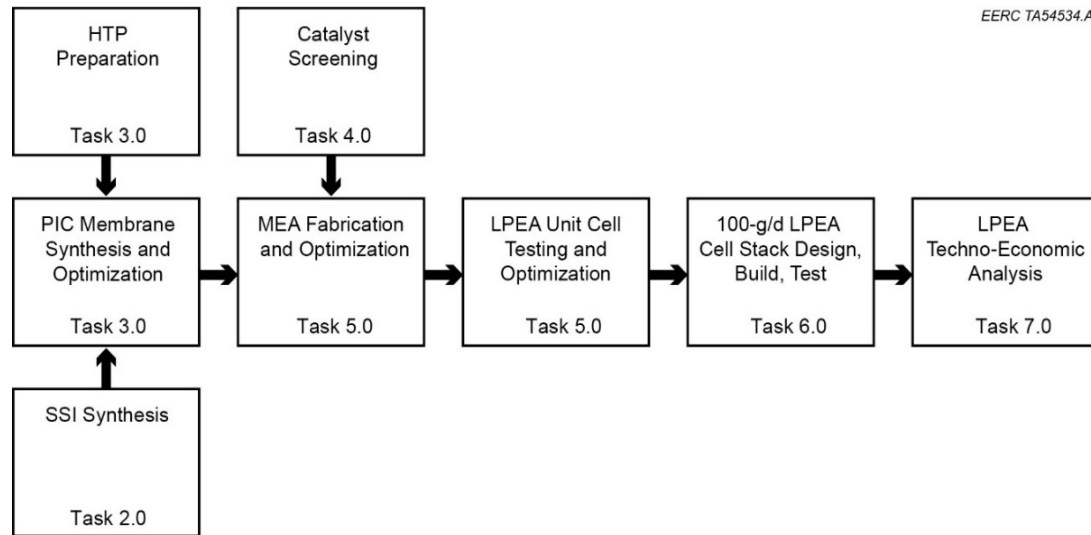 EERC TA54534.A
HTP
Preparation
Task 3.0
Catalyst
Screening
Task 4.0
PIC Membrane
Synthesis and
Optimization
Task 3.0
MEA Fabrication
and Optimization
Task 5.0
LPEA Unit Cell
Testing and
Optimization
Task 5.0
100-g/d LPEA
Cell Stack Design,
Build, Test
Task 6.0
LPEA
Techno-Economic
Analysis
Task 7.0
SSI Synthesis
Task 2.0